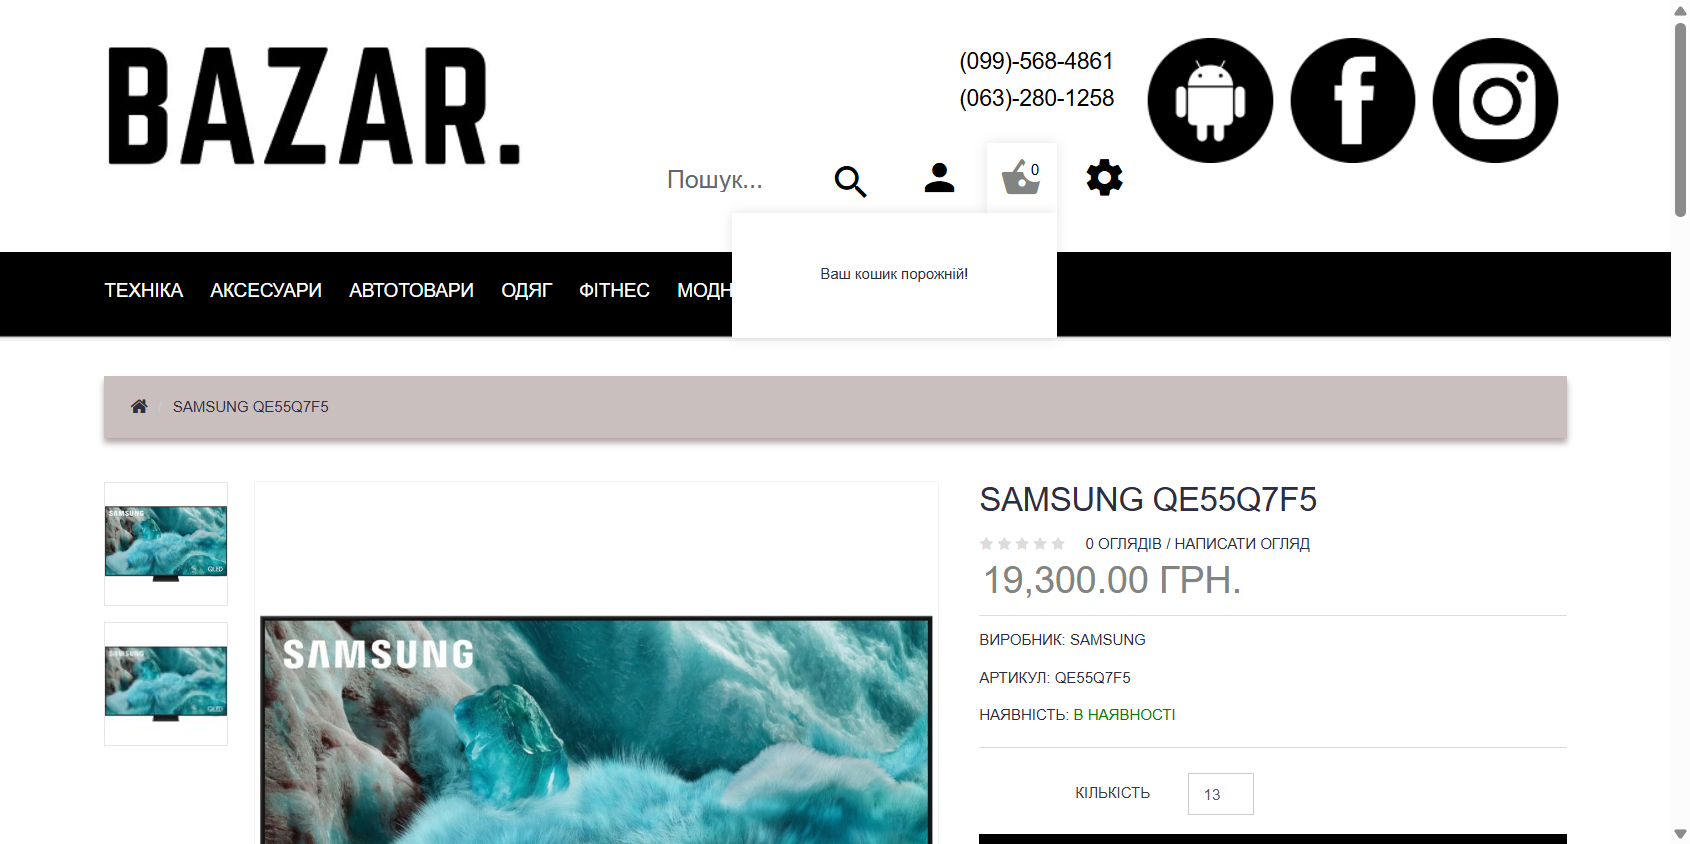 BAZAR.
(099)-568-4861
(063)-280-1258
Пошук...
0
Ваш кошик порожній!
ТЕХНІКА АКСЕСУАРИ АВТОТОВАРИ ОДЯГ ФІТНЕС МОДН
SAMSUNG QE55Q7F5
SAMSUNG
QLED
SAMSUNG
QLED
SAMSUNG
SAMSUNG QE55Q7F5
0 ОГЛЯДІВ / НАПИСАТИ ОГЛЯД
19,300.00 ГРН.
ВИРОБНИК: SAMSUNG
АРТИКУЛ: QE55Q7F5
НАЯВНІСТЬ: В НАЯВНОСТІ
КІЛЬКІСТЬ 13